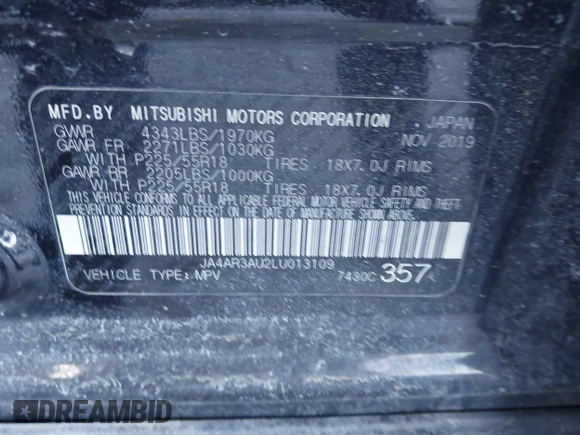 MFD.BY MITSUBISHI MOTORS CORPORATION . JAPAN
GVWR 4343LBS/1970KG NOV 2019
GAWR FR 2271LBS/1030KG
WITH P225/55R18 TIRES 18X7.0J RIMS
GAWR RR 2205LBS/1000KG
WITH P225/55R18 TIRES 18X7.0J RIMS
THIS VEHICLE CONFORMS TO ALL APPLICABLE FEDERAL MOTOR VEHICLE SAFETY AND THEFT
PREVENTION STANDARDS IN EFFECT ON THE DATE OF MANUFACTURE SHOWN ABOVE.
JA4AR3AU2LU013109
VEHICLE TYPE:MPV 7430C 357
DREAMBID